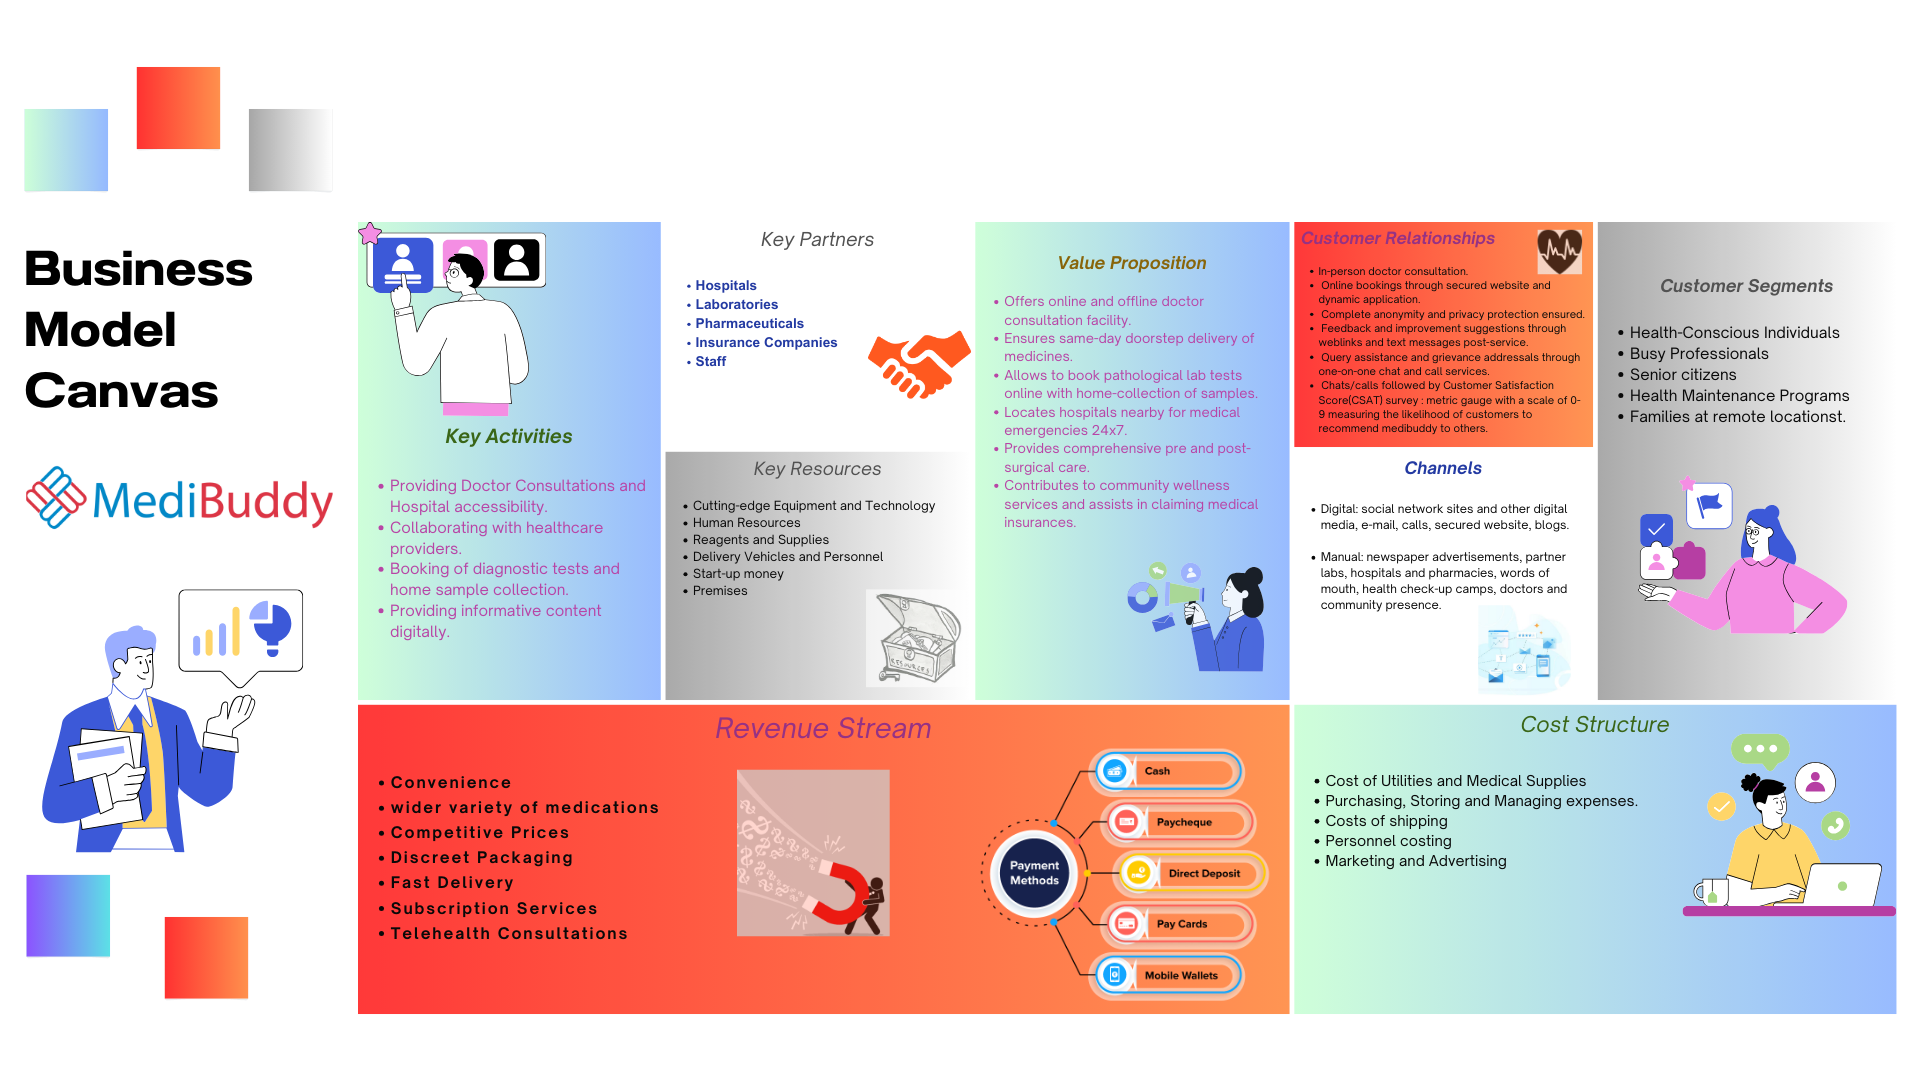 Business
Model
Canvas
MediBuddy
Key Activities
• Providing Doctor Consultations and
Hospital accessibility.
• Collaborating with healthcare
providers.
• Booking of diagnostic tests and
home sample collection.
• Providing informative content
digitally.
Key Partners
• Hospitals
• Laboratories
• Pharmaceuticals
• Insurance Companies
• Staff
Key Resources
• Cutting-edge Equipment and Technology
• Human Resources
• Reagents and Supplies
• Delivery Vehicles and Personnel
• Start-up money
• Premises
RESOURCES
Value Proposition
• Offers online and offline doctor
consultation facility.
• Ensures same-day doorstep delivery of
medicines.
• Allows to book pathological lab tests
online with home-collection of samples.
• Locates hospitals nearby for medical
emergencies 24x7.
• Provides comprehensive pre and post-
surgical care.
• Contributes to community wellness
services and assists in claiming medical
insurances.
Customer Relationships
• In-person doctor consultation.
• Online bookings through secured website and
dynamic application.
• Complete anonymity and privacy protection ensured.
• Feedback and improvement suggestions through
weblinks and text messages post-service.
• Query assistance and grievance addressals through
one-on-one chat and call services.
• Chats/calls followed by Customer Satisfaction
Score(CSAT) survey : metric gauge with a scale of 0-
9 measuring the likelihood of customers to
recommend medibuddy to others.
Channels
• Digital: social network sites and other digital
media, e-mail, calls, secured website, blogs.
• Manual: newspaper advertisements, partner
labs, hospitals and pharmacies, words of
mouth, health check-up camps, doctors and
community presence.
Customer Segments
• Health-Conscious Individuals
• Busy Professionals
• Senior citizens
• Health Maintenance Programs
• Families at remote locationst.
Revenue Stream
• Convenience
• wider variety of medications
• Competitive Prices
• Discreet Packaging
• Fast Delivery
• Subscription Services
• Telehealth Consultations
Payment
Methods
Cash
Paycheque
Direct Deposit
Pay Cards
Mobile Wallets
Cost Structure
• Cost of Utilities and Medical Supplies
• Purchasing, Storing and Managing expenses.
• Costs of shipping
• Personnel costing
• Marketing and Advertising